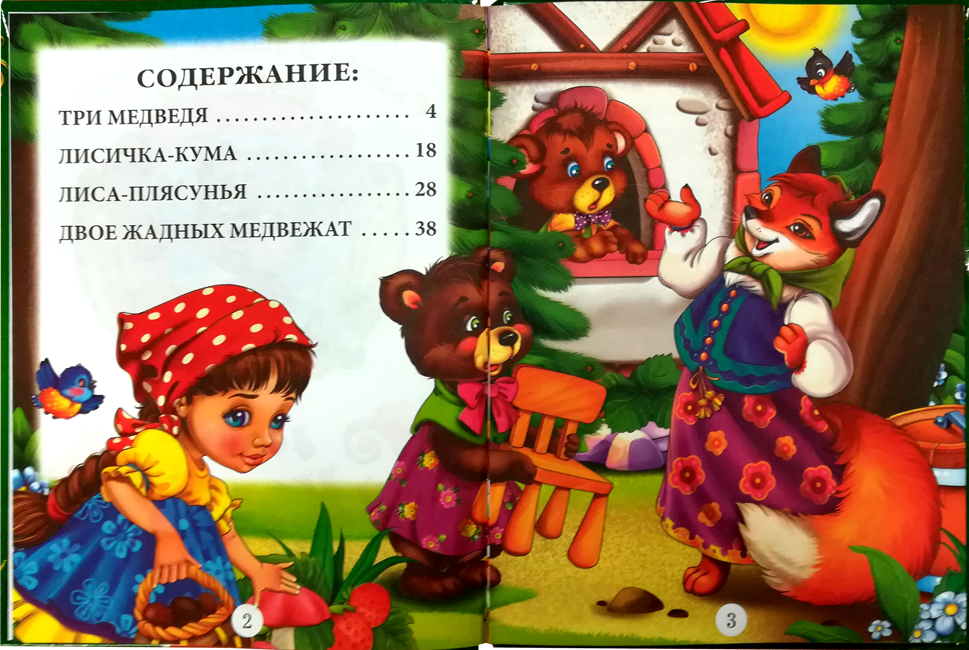 СОДЕРЖАНИЕ:
ТРИ МЕДВЕДЯ .................... 4
ЛИСИЧКА-КУМА ................. 18
ЛИСА-ПЛЯСУНЬЯ ................ 28
ДВОЕ ЖАДНЫХ МЕДВЕЖАТ ..... 38
2
3